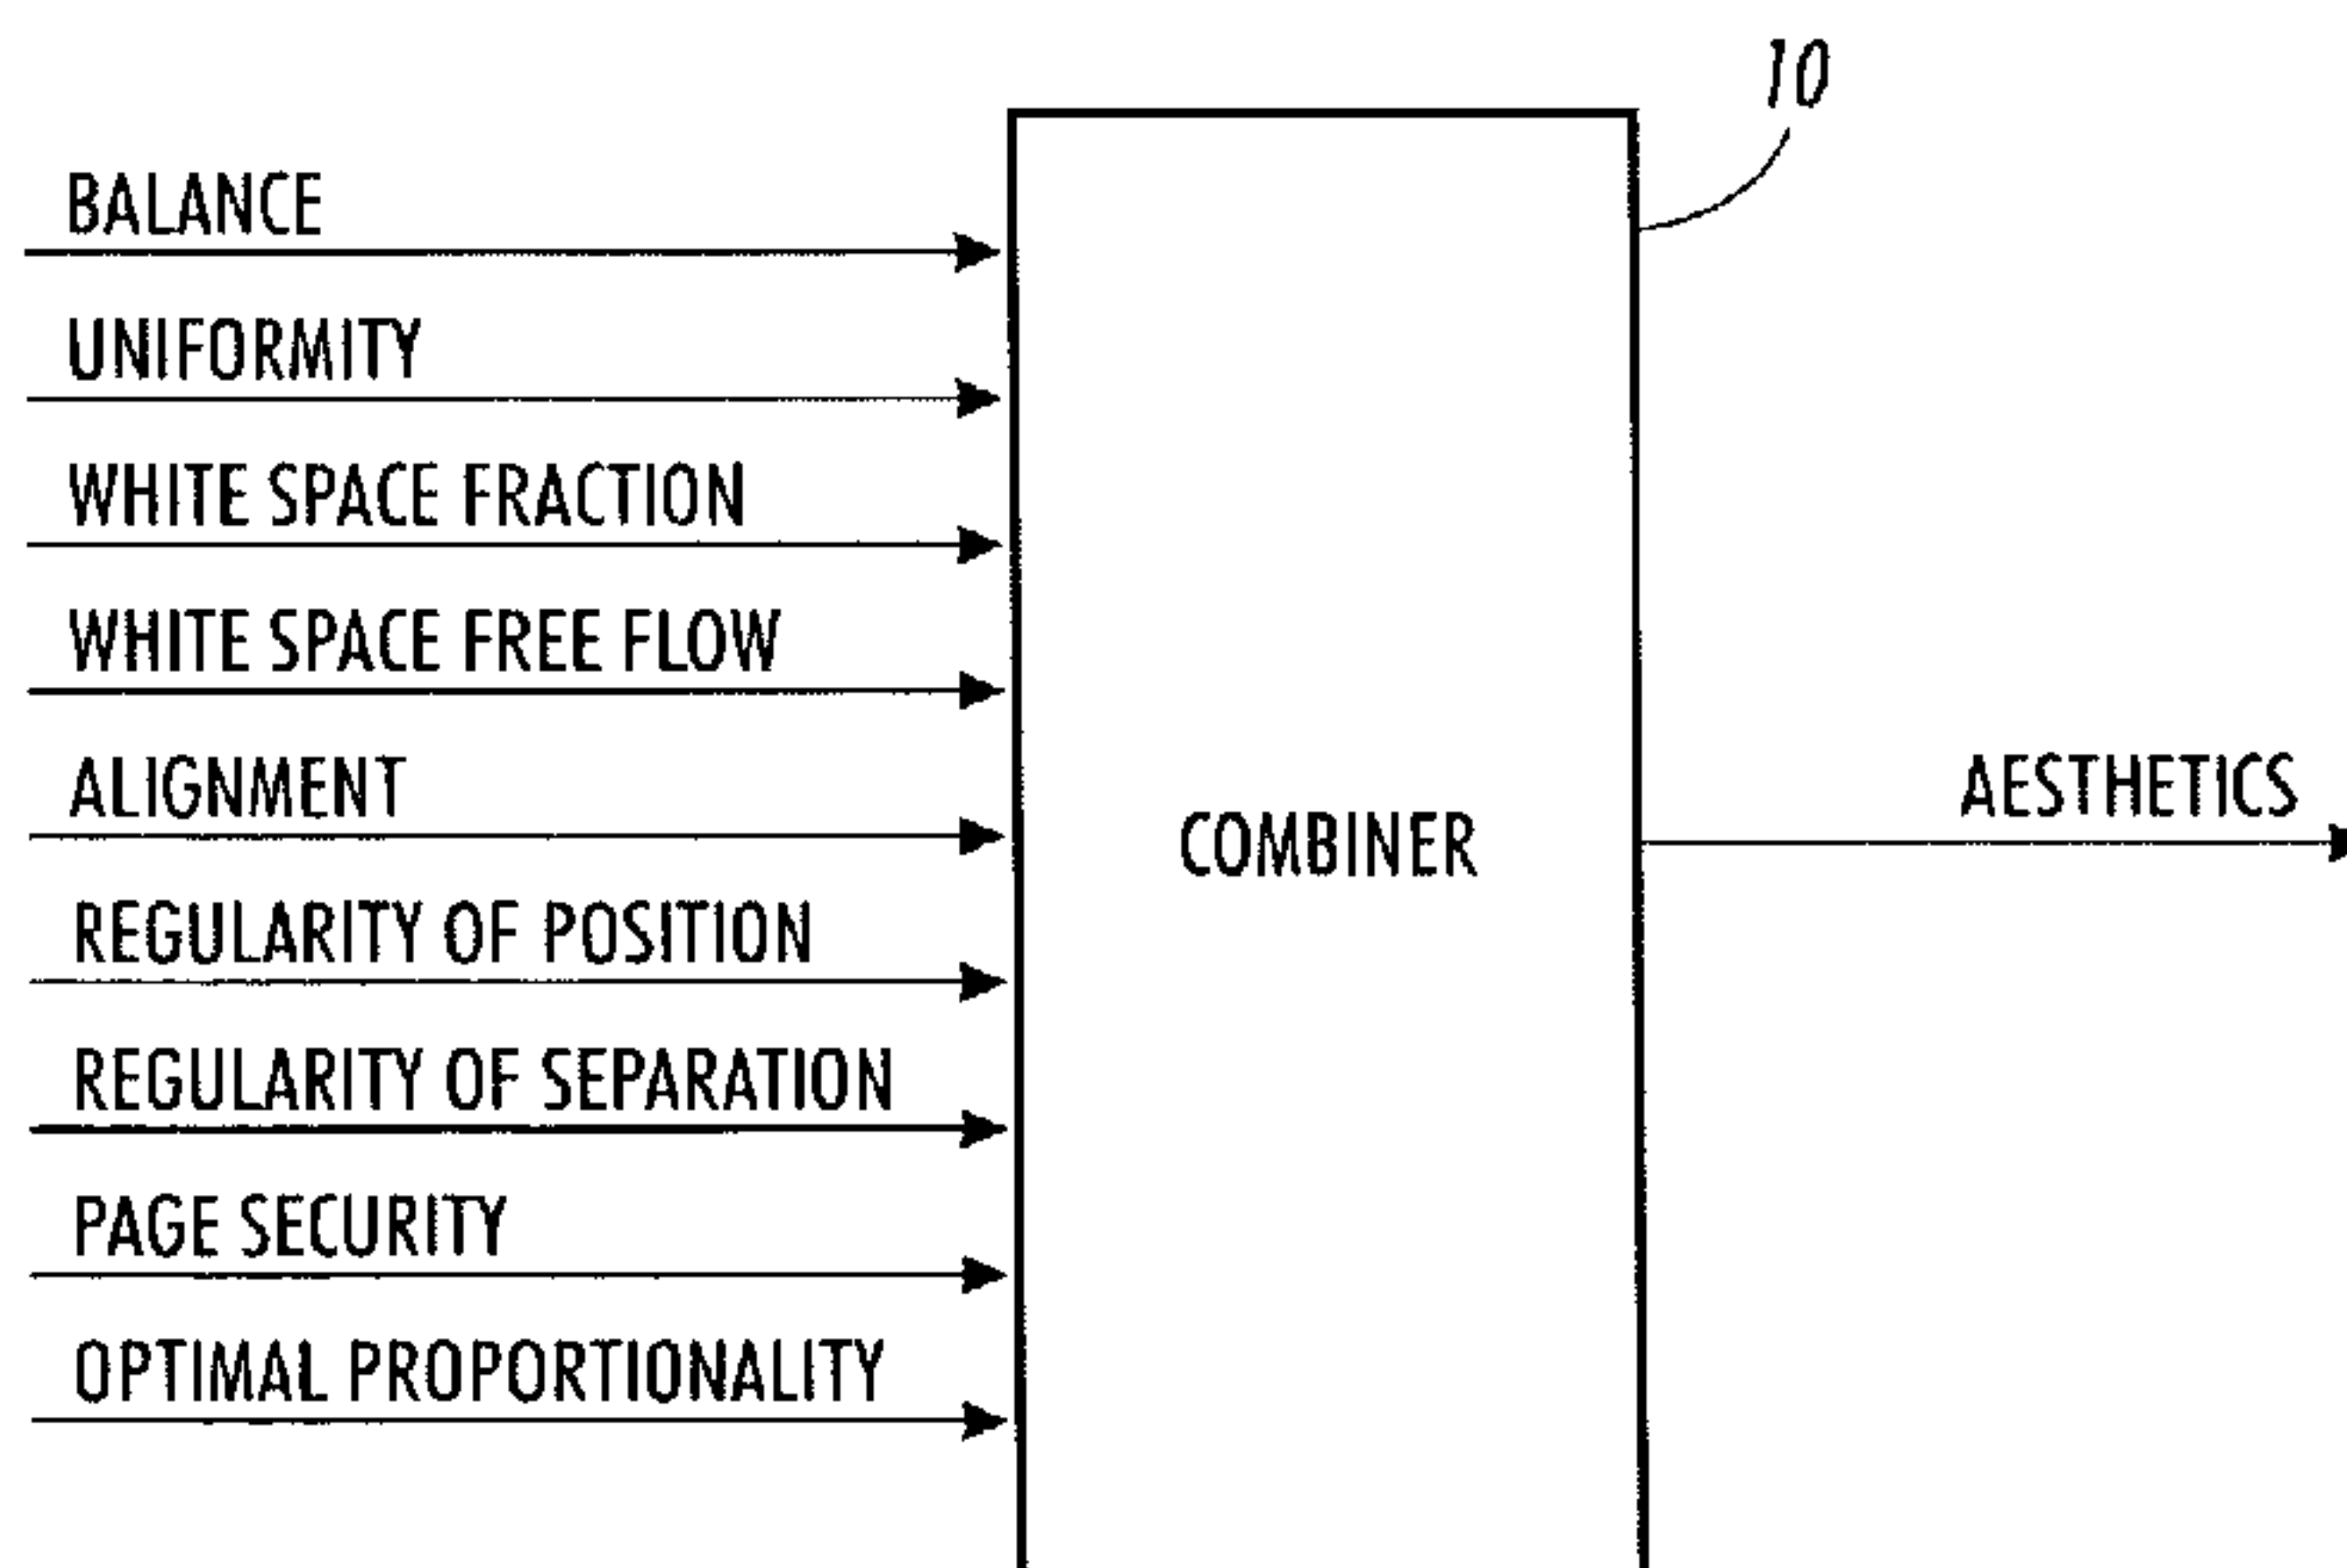 10
BALANCE
UNIFORMITY
WHITE SPACE FRACTION
WHITE SPACE FREE FLOW
ALIGNMENT
AESTHETICS
COMBINER
REGULARITY OF POSITION
REGULARITY OF SEPARATION
PAGE SECURITY
OPTIMAL PROPORTIONALITY